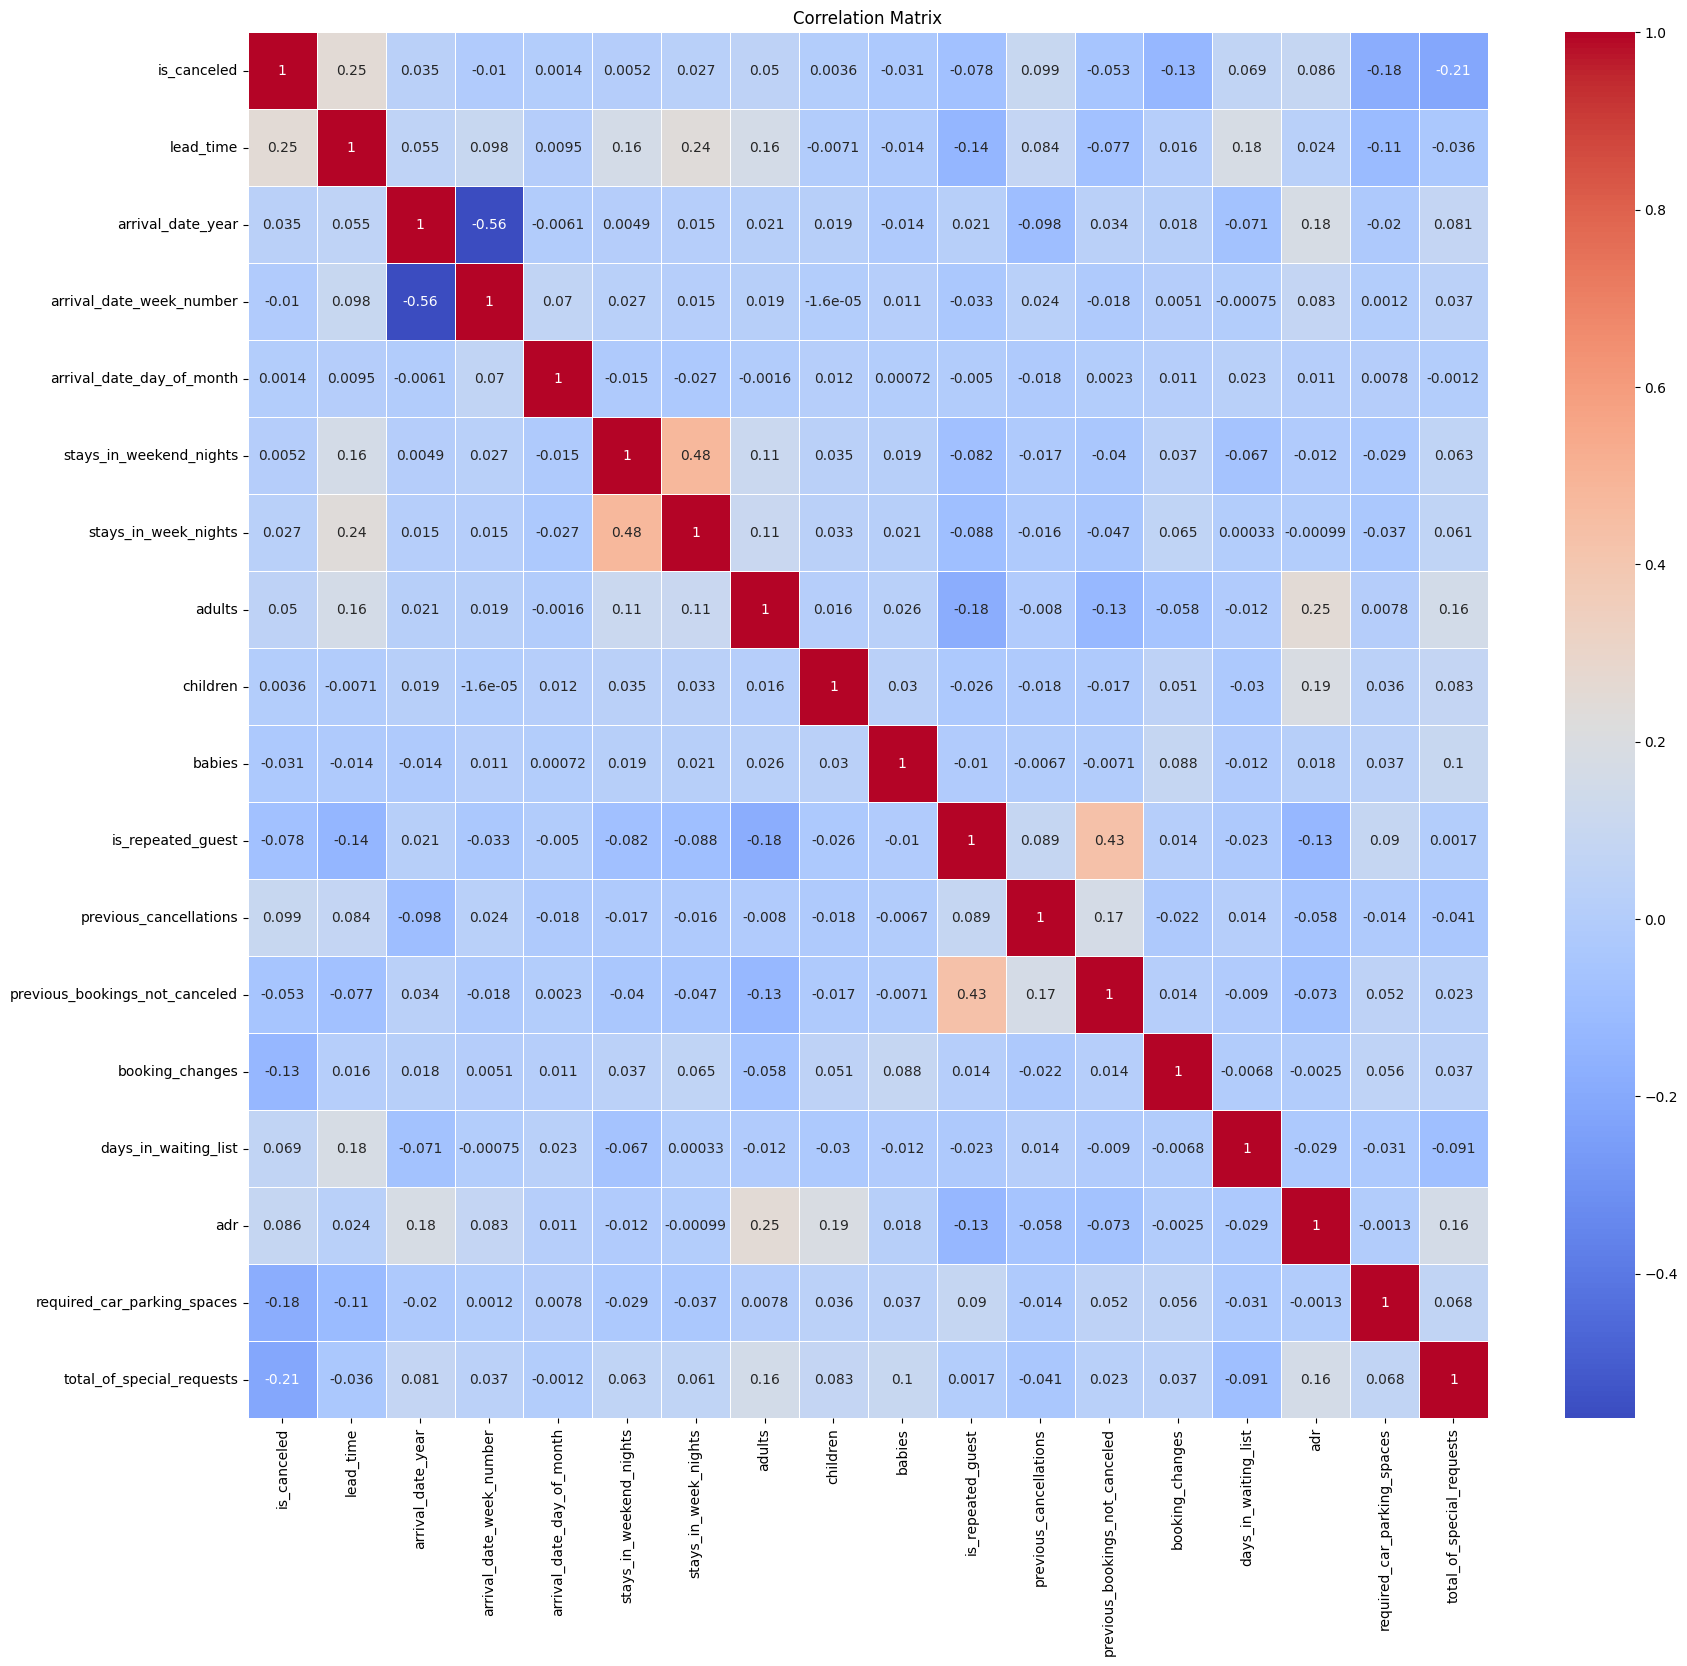 Correlation Matrix
is_canceled 1 0.25 0.035 -0.01 0.0014 0.0052 0.027 0.05 0.0036 -0.031 -0.078 0.099 -0.053 -0.13 0.069 0.086 -0.18 -0.21
lead_time 0.25 1 0.055 0.098 0.0095 0.16 0.24 0.16 -0.0071 -0.014 -0.14 0.084 -0.077 0.016 0.18 0.024 -0.11 -0.036
arrival_date_year 0.035 0.055 1 -0.56 -0.0061 0.0049 0.015 0.021 0.019 -0.014 0.021 -0.098 0.034 0.018 -0.071 0.18 -0.02 0.081
arrival_date_week_number -0.01 0.098 -0.56 1 0.07 0.027 0.015 0.019 -1.6e-05 0.011 -0.033 0.024 -0.018 0.0051 -0.00075 0.083 0.0012 0.037
arrival_date_day_of_month 0.0014 0.0095 -0.0061 0.07 1 -0.015 -0.027 -0.0016 0.012 0.00072 -0.005 -0.018 0.0023 0.011 0.023 0.011 0.0078 -0.0012
stays_in_weekend_nights 0.0052 0.16 0.0049 0.027 -0.015 1 0.48 0.11 0.035 0.019 -0.082 -0.017 -0.04 0.037 -0.067 -0.012 -0.029 0.063
stays_in_week_nights 0.027 0.24 0.015 0.015 -0.027 0.48 1 0.11 0.033 0.021 -0.088 -0.016 -0.047 0.065 0.00033 -0.00099 -0.037 0.061
adults 0.05 0.16 0.021 0.019 -0.0016 0.11 0.11 1 0.016 0.026 -0.18 -0.008 -0.13 -0.058 -0.012 0.25 0.0078 0.16
children 0.0036 -0.0071 0.019 -1.6e-05 0.012 0.035 0.033 0.016 1 0.03 -0.026 -0.018 -0.017 0.051 -0.03 0.19 0.036 0.083
babies -0.031 -0.014 -0.014 0.011 0.00072 0.019 0.021 0.026 0.03 1 -0.01 -0.0067 -0.0071 0.088 -0.012 0.018 0.037 0.1
is_repeated_guest -0.078 -0.14 0.021 -0.033 -0.005 -0.082 -0.088 -0.18 -0.026 -0.01 1 0.089 0.43 0.014 -0.023 -0.13 0.09 0.0017
previous_cancellations 0.099 0.084 -0.098 0.024 -0.018 -0.017 -0.016 -0.008 -0.018 -0.0067 0.089 1 0.17 -0.022 0.014 -0.058 -0.014 -0.041
previous_bookings_not_canceled -0.053 -0.077 0.034 -0.018 0.0023 -0.04 -0.047 -0.13 -0.017 -0.0071 0.43 0.17 1 0.014 -0.009 -0.073 0.052 0.023
booking_changes -0.13 0.016 0.018 0.0051 0.011 0.037 0.065 -0.058 0.051 0.088 0.014 -0.022 0.014 1 -0.0068 -0.0025 0.056 0.037
days_in_waiting_list 0.069 0.18 -0.071 -0.00075 0.023 -0.067 0.00033 -0.012 -0.03 -0.012 -0.023 0.014 -0.009 -0.0068 1 -0.029 -0.031 -0.091
adr 0.086 0.024 0.18 0.083 0.011 -0.012 -0.00099 0.25 0.19 0.018 -0.13 -0.058 -0.073 -0.0025 -0.029 1 -0.0013 0.16
required_car_parking_spaces -0.18 -0.11 -0.02 0.0012 0.0078 -0.029 -0.037 0.0078 0.036 0.037 0.09 -0.014 0.052 0.056 -0.031 -0.0013 1 0.068
total_of_special_requests -0.21 -0.036 0.081 0.037 -0.0012 0.063 0.061 0.16 0.083 0.1 0.0017 -0.041 0.023 0.037 -0.091 0.16 0.068 1
is_canceled
lead_time
arrival_date_year
arrival_date_week_number
arrival_date_day_of_month
stays_in_weekend_nights
stays_in_week_nights
adults
children
babies
is_repeated_guest
previous_cancellations
previous_bookings_not_canceled
booking_changes
days_in_waiting_list
adr
required_car_parking_spaces
total_of_special_requests
1.0
0.8
0.6
0.4
0.2
0.0
−0.2
−0.4